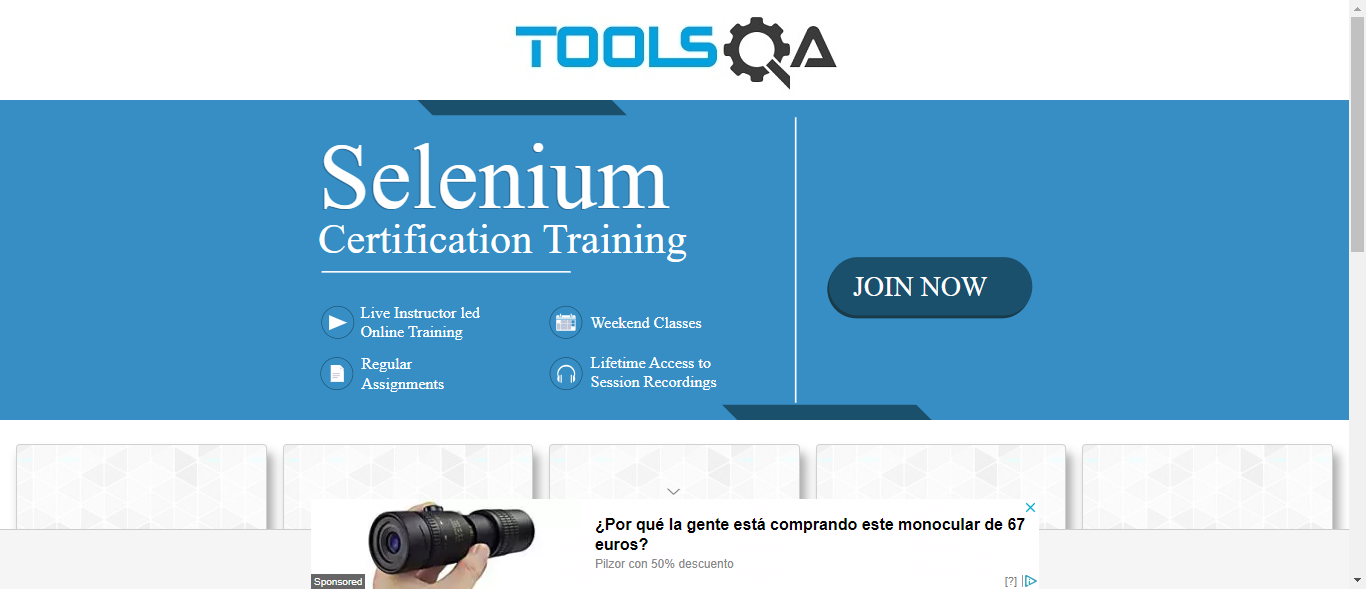 TOOLSQA
Selenium
Certification Training
Live Instructor led
Online Training
Weekend Classes
Regular
Assignments
Lifetime Access to
Session Recordings
JOIN NOW
¿Por qué la gente está comprando este monocular de 67
euros?
Pilzor con 50% descuento
Sponsored
[?]